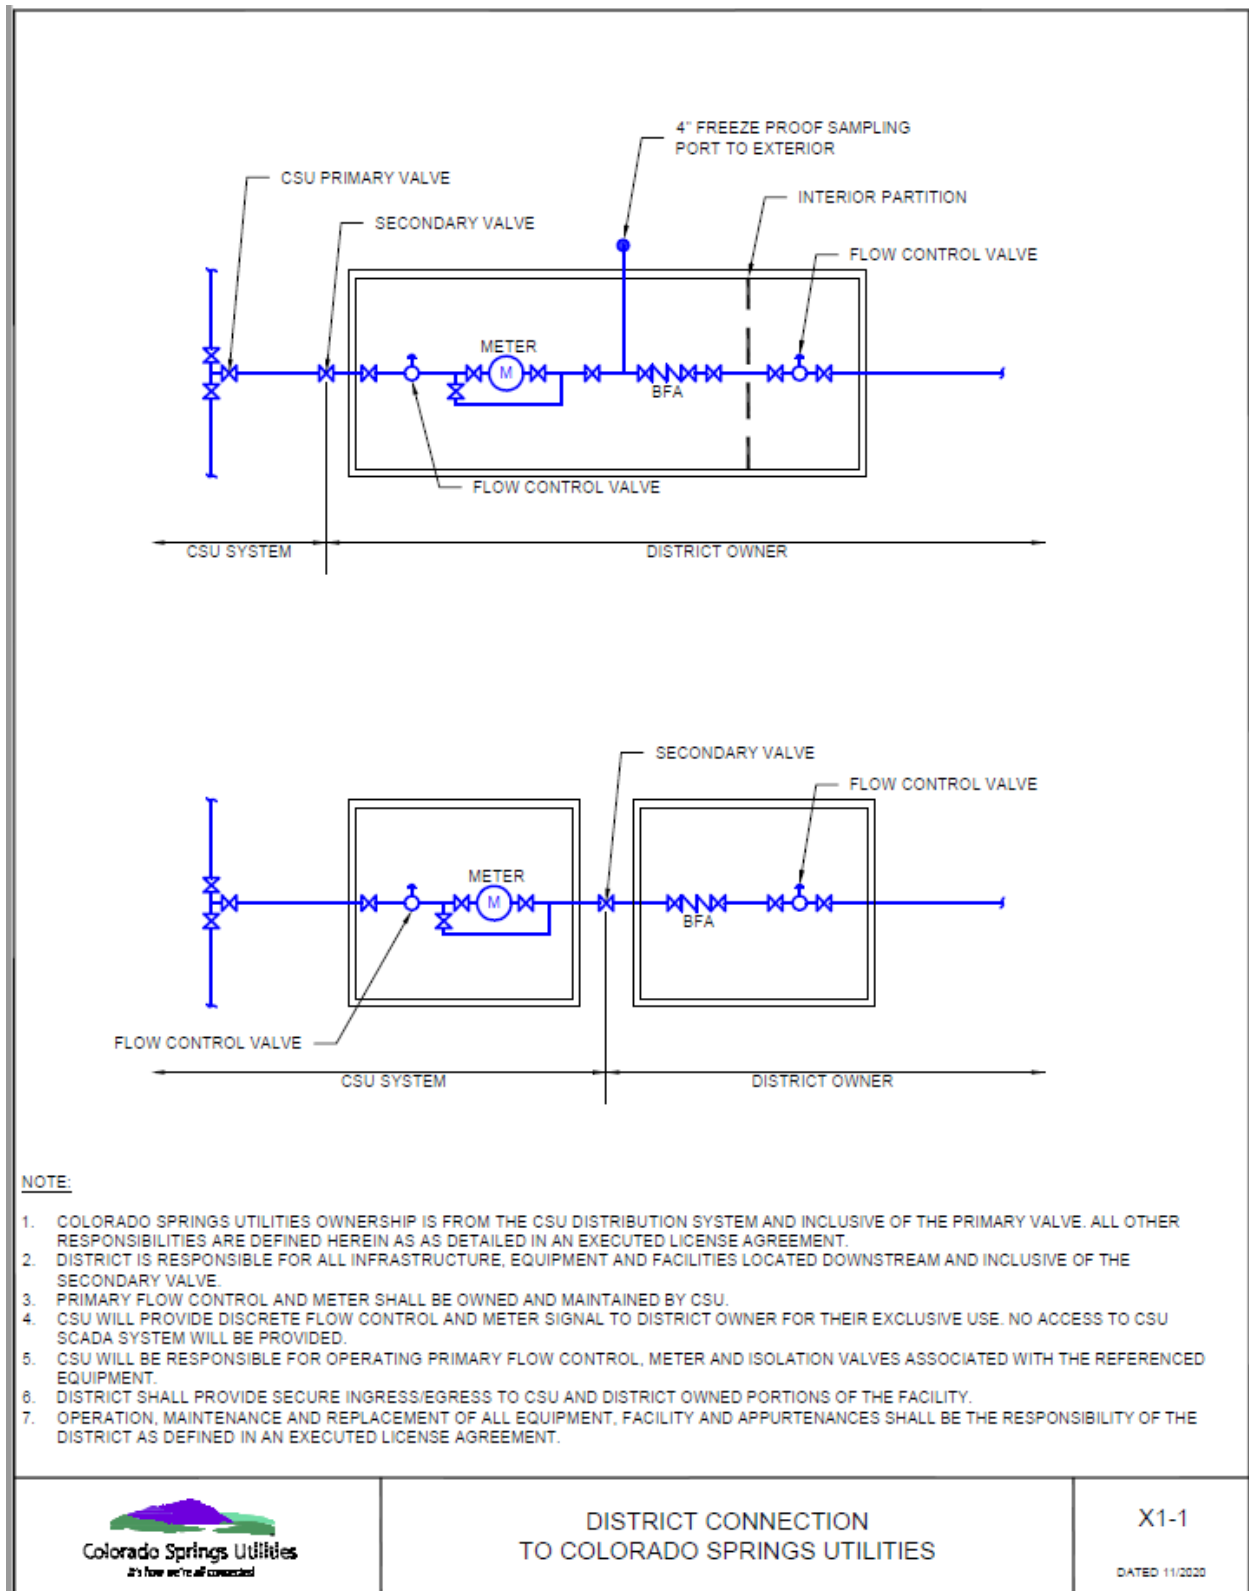 4" FREEZE PROOF SAMPLING
PORT TO EXTERIOR
CSU PRIMARY VALVE
INTERIOR PARTITION
SECONDARY VALVE
FLOW CONTROL VALVE
METER
M
BFA
FLOW CONTROL VALVE
CSU SYSTEM
DISTRICT OWNER
SECONDARY VALVE
FLOW CONTROL VALVE
METER
M
BFA
FLOW CONTROL VALVE
CSU SYSTEM
DISTRICT OWNER
NOTE:
1. COLORADO SPRINGS UTILITIES OWNERSHIP IS FROM THE CSU DISTRIBUTION SYSTEM AND INCLUSIVE OF THE PRIMARY VALVE. ALL OTHER
RESPONSIBILITIES ARE DEFINED HEREIN AS AS DETAILED IN AN EXECUTED LICENSE AGREEMENT.
2. DISTRICT IS RESPONSIBLE FOR ALL INFRASTRUCTURE, EQUIPMENT AND FACILITIES LOCATED DOWNSTREAM AND INCLUSIVE OF THE
SECONDARY VALVE.
3. PRIMARY FLOW CONTROL AND METER SHALL BE OWNED AND MAINTAINED BY CSU.
4. CSU WILL PROVIDE DISCRETE FLOW CONTROL AND METER SIGNAL TO DISTRICT OWNER FOR THEIR EXCLUSIVE USE. NO ACCESS TO CSU
SCADA SYSTEM WILL BE PROVIDED.
5. CSU WILL BE RESPONSIBLE FOR OPERATING PRIMARY FLOW CONTROL, METER AND ISOLATION VALVES ASSOCIATED WITH THE REFERENCED
EQUIPMENT.
6. DISTRICT SHALL PROVIDE SECURE INGRESS/EGRESS TO CSU AND DISTRICT OWNED PORTIONS OF THE FACILITY.
7. OPERATION, MAINTENANCE AND REPLACEMENT OF ALL EQUIPMENT, FACILITY AND APPURTENANCES SHALL BE THE RESPONSIBILITY OF THE
DISTRICT AS DEFINED IN AN EXECUTED LICENSE AGREEMENT.
Colorado Springs Utilities
It's how we're all connected
DISTRICT CONNECTION
TO COLORADO SPRINGS UTILITIES
X1-1
DATED 11/2020